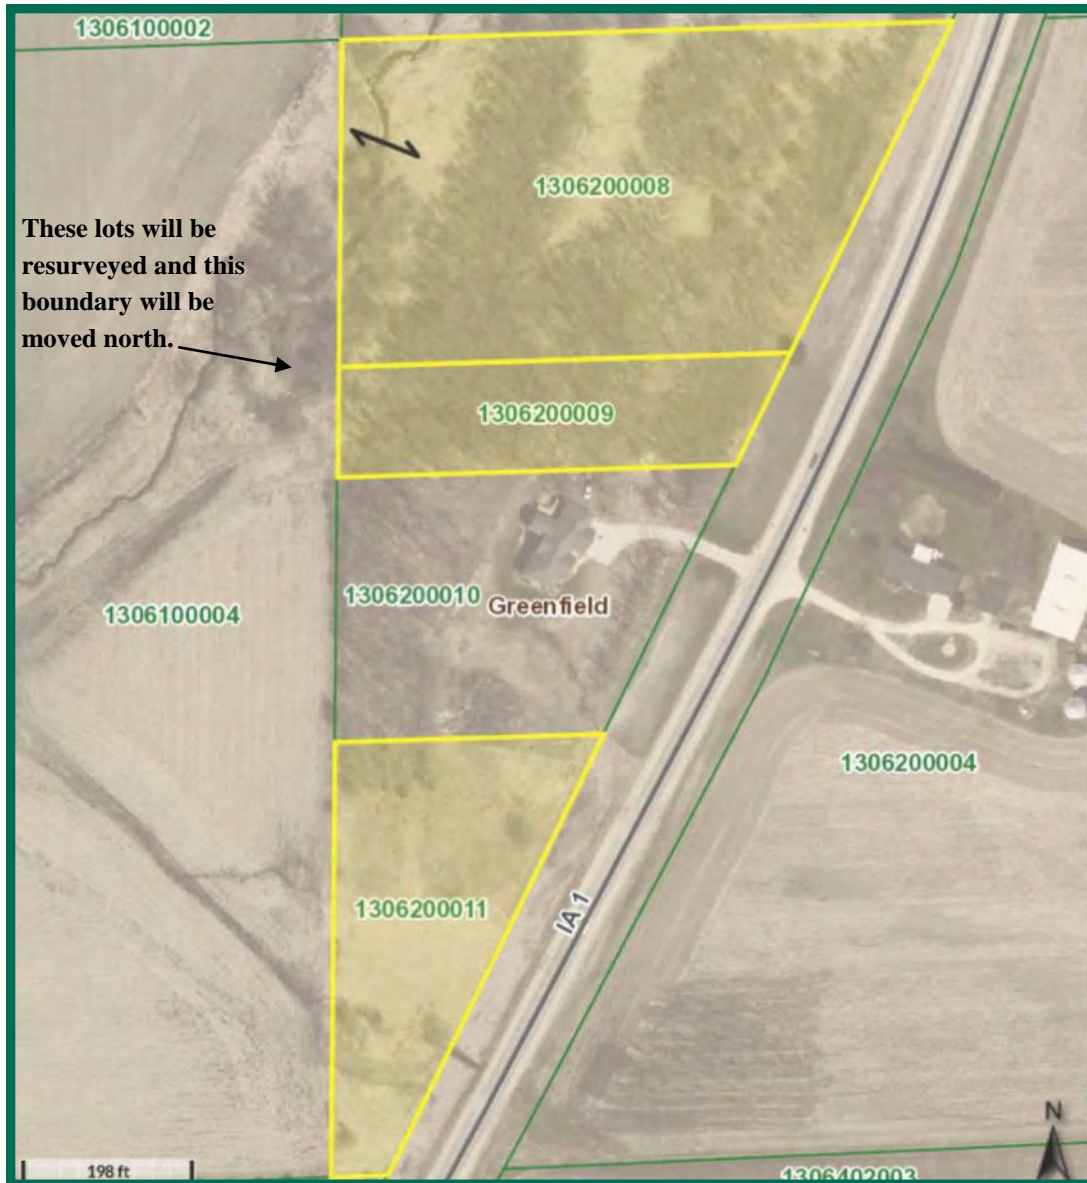 1306100002
1306200008
These lots will be
resurveyed and this
boundary will be
moved north.
1306200009
1306200010
Greenfield
1306100004
1306200004
1306200011
IA 1
N
198 ft
1306402003